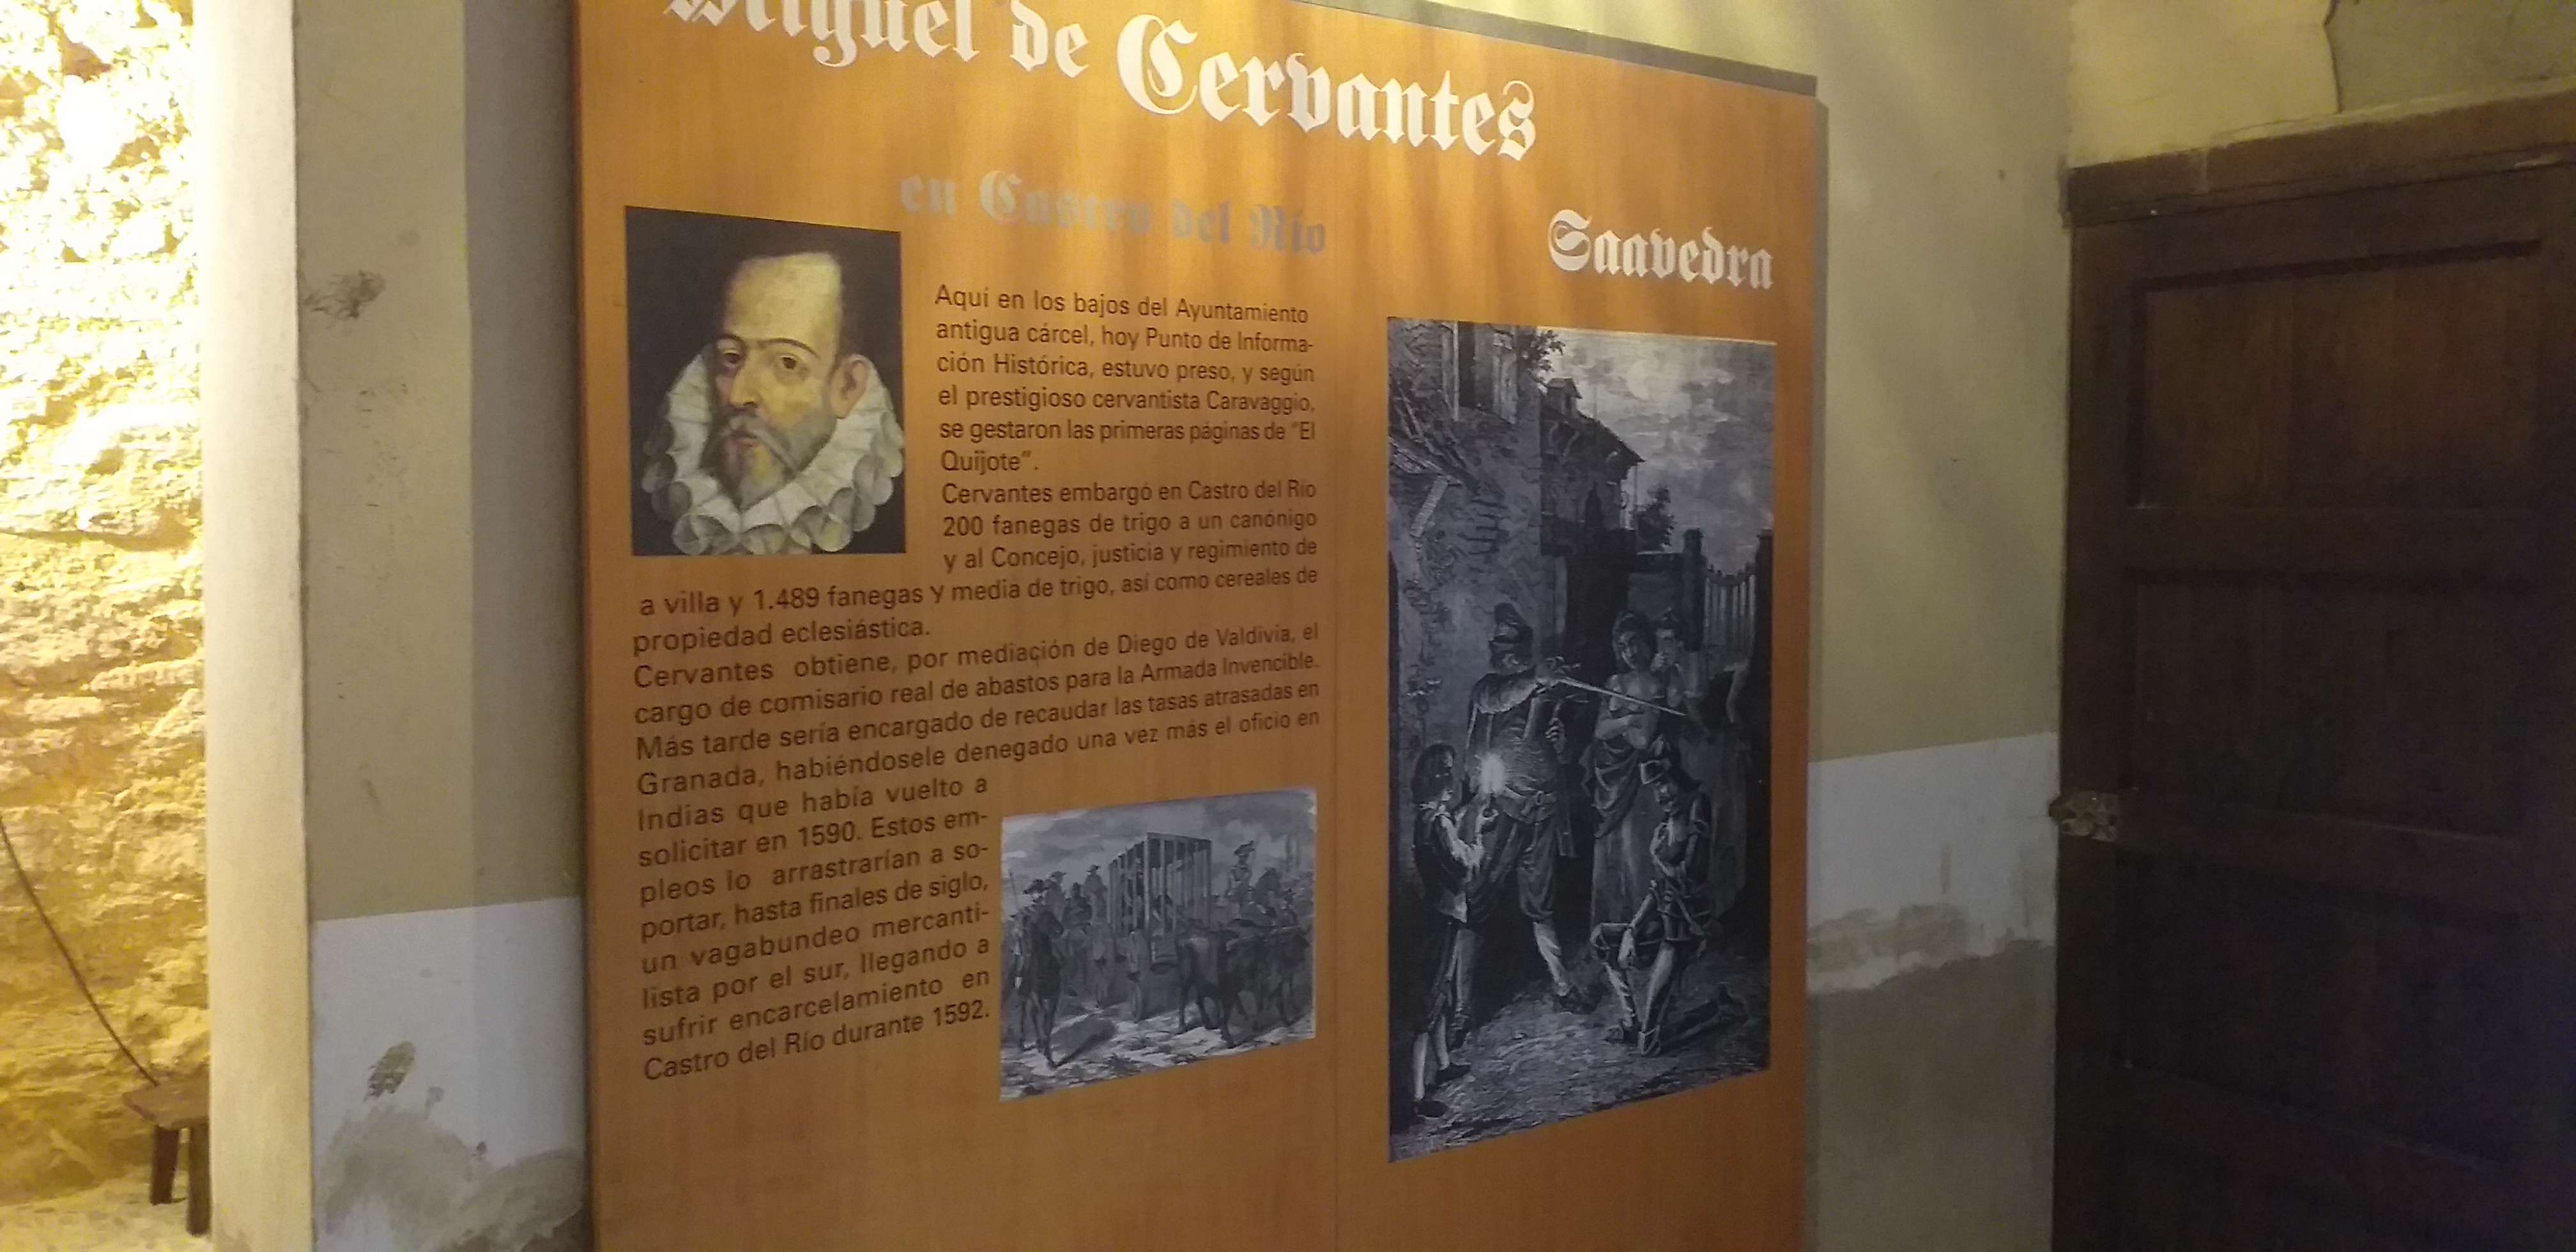 Miguel de Cervantes
Saavedra
en Castro del Río
Aquí en los bajos del Ayuntamiento
antigua cárcel, hoy Punto de Informa-
ción Histórica, estuvo preso, y según
el prestigioso cervantista Caravaggio,
se gestaron las primeras páginas de "El
Quijote".
Cervantes embargó en Castro del Río
200 fanegas de trigo a un canónigo
y al Concejo, justicia y regimiento de
a villa y 1.489 fanegas y media de trigo, así como cereales de
propiedad eclesiástica.
Cervantes obtiene, por mediación de Diego de Valdivia, el
cargo de comisario real de abastos para la Armada Invencible.
Más tarde sería encargado de recaudar las tasas atrasadas en
Granada, habiéndosele denegado una vez más el oficio en
Indias que había vuelto a
solicitar en 1590. Estos em-
pleos lo arrastrarían a so-
portar, hasta finales de siglo,
un vagabundeo mercanti-
lista por el sur, llegando a
sufrir encarcelamiento en
Castro del Río durante 1592.